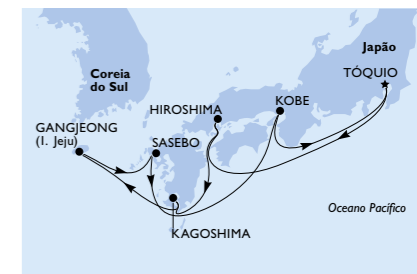 Japão
TÓQUIO
Coreia
do Sul
KOBE
HIROSHIMA
GANGJEONG
(I. Jeju)
SASEBO
Oceano Pacífico
KAGOSHIMA